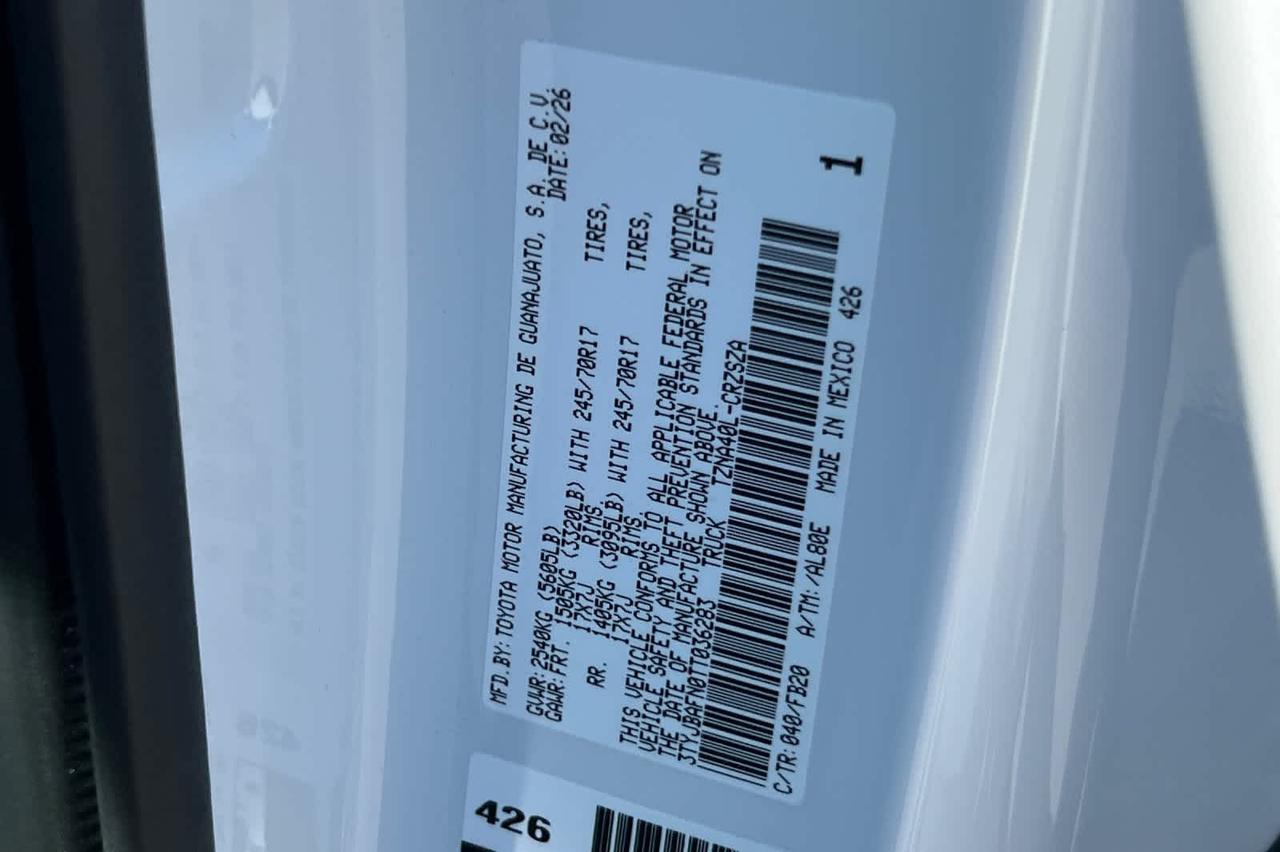 MFD. BY: TOYOTA MOTOR MANUFACTURING DE GUANAJUATO, S.A. DE C.V.
DATE: 02/26
GVWR: 2540KG (5605LB)
GAWR: FRT. 1505KG (3320LB) WITH 245/70R17 TIRES,
17X7J RIMS.
RR. 1405KG (3095LB) WITH 245/70R17 TIRES,
17X7J RIMS.
THIS VEHICLE CONFORMS TO ALL APPLICABLE FEDERAL MOTOR
VEHICLE SAFETY AND THEFT PREVENTION STANDARDS IN EFFECT ON
THE DATE OF MANUFACTURE SHOWN ABOVE.
3TYJBAFN0TT036283 TRUCK TZNA40L-CRZSZA
C/TR: 040/FB20 A/TM: /AL80E MADE IN MEXICO 426
1
426